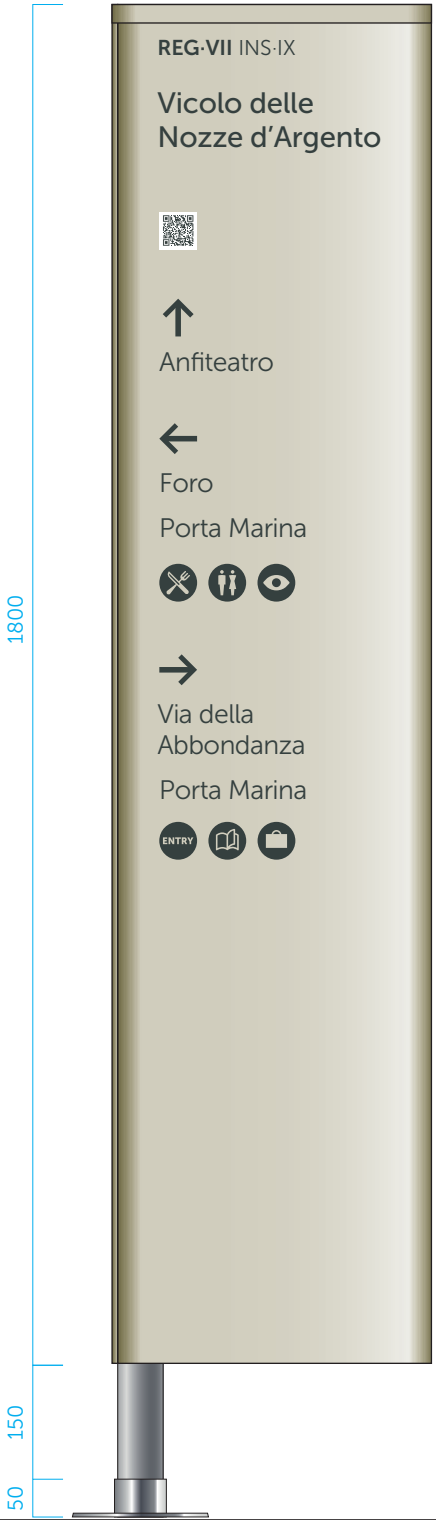 REG·VII INS·IX
Vicolo delle
Nozze d’Argento
Anfiteatro
Foro
Porta Marina
Via della
Abbondanza
Porta Marina
ENTRY
1800
150
50